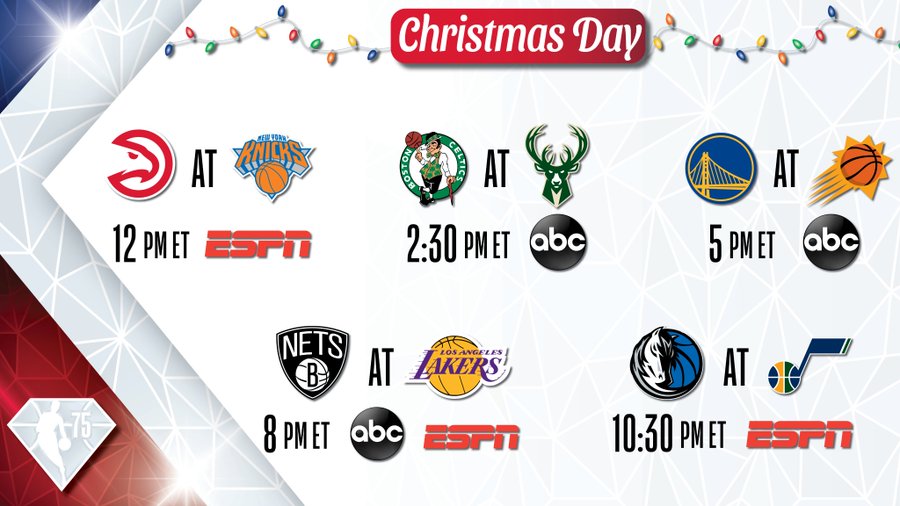 Christmas Day
AT
NEW YORK
KNICKS
12 PM ET ESPN
BOSTON CELTICS
AT
2:30 PM ET abc
AT
5 PM ET abc
NETS
B
AT
LOS ANGELES
LAKERS
8 PM ET abc ESPN
AT
10:30 PM ET ESPN
75